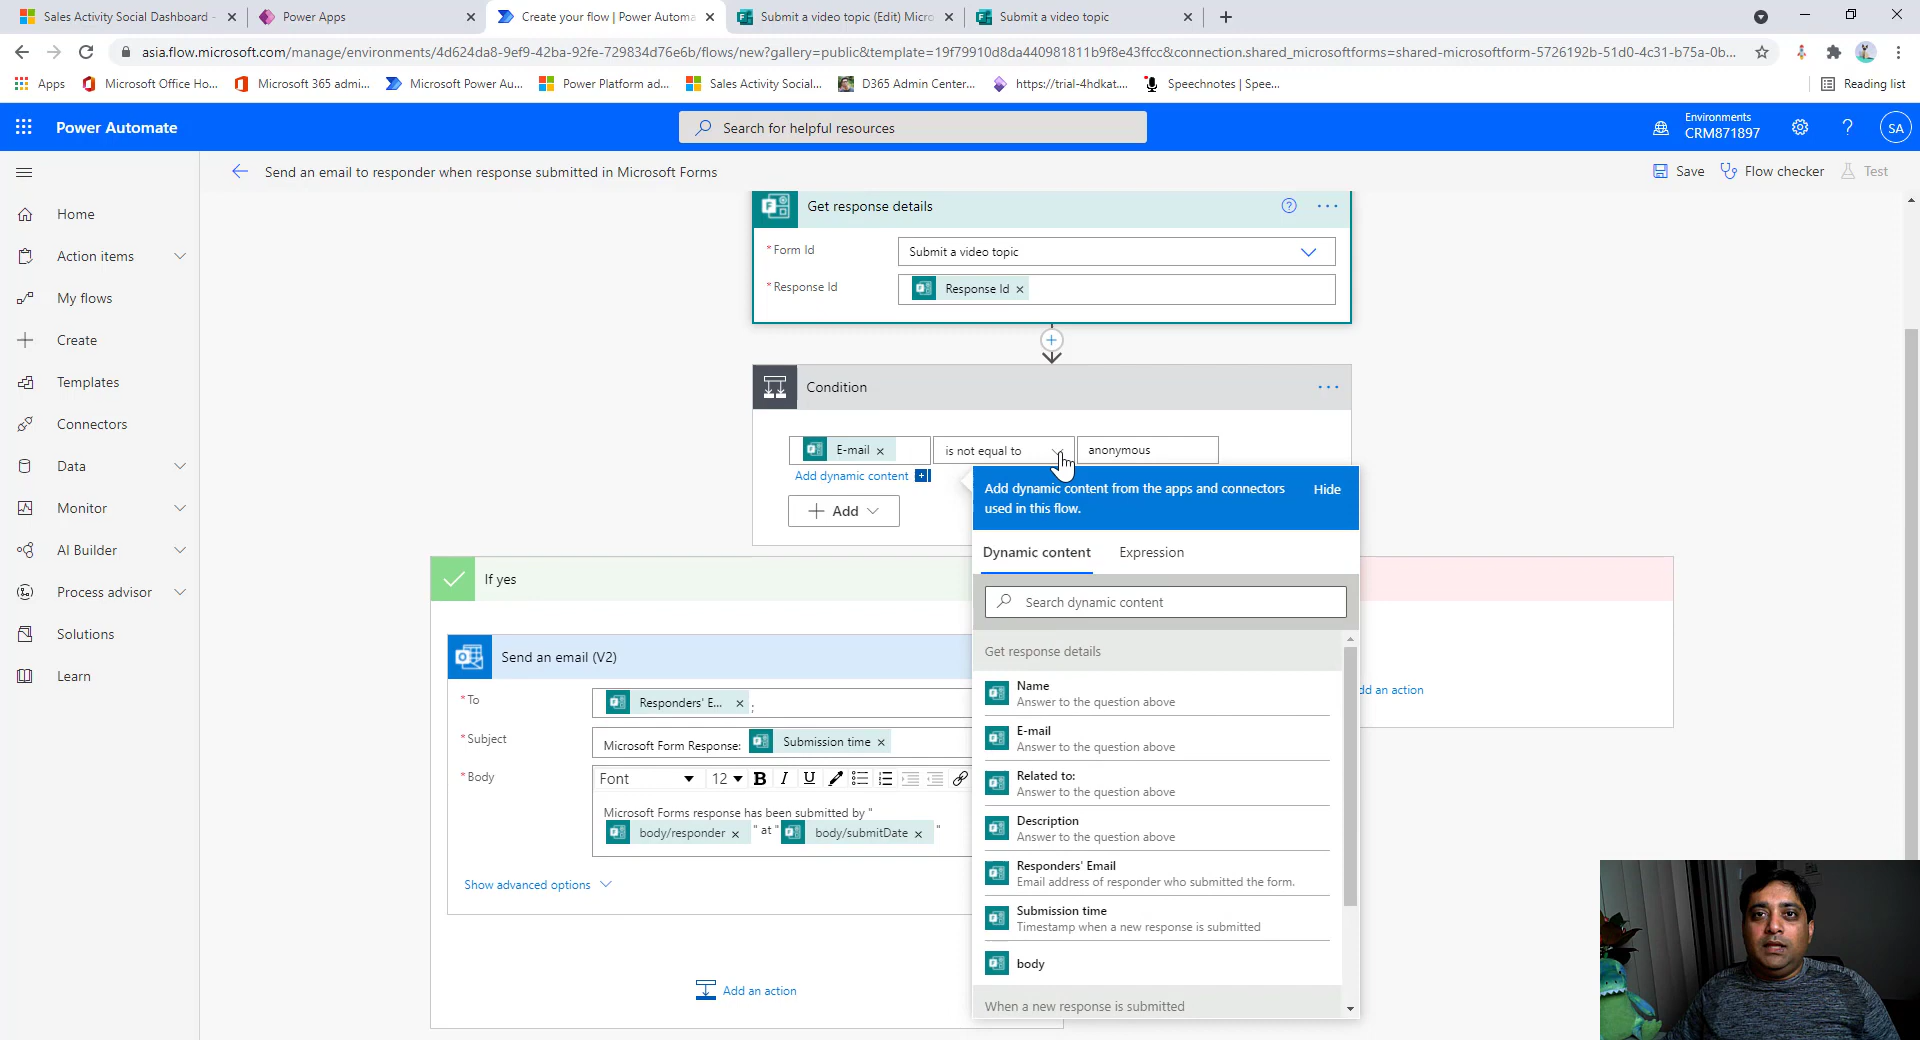 Sales Activity Social Dashboard -
Power Apps
Create your flow | Power Automa
Submit a video topic (Edit) Micro
Submit a video topic
asia.flow.microsoft.com/manage/environments/4d624da8-9ef9-42ba-92fe-729834d76e6b/flows/new?gallery=public&template=19f79910d8da440981811b9f8e43ffcc&connection.shared_microsoftforms=shared-microsoftform-5726192b-51d0-4c31-b75a-0b...
Apps
Microsoft Office Ho...
Microsoft 365 admi...
Microsoft Power Au...
Power Platform ad...
Sales Activity Social...
D365 Admin Center...
https://trial-4hdkat...
Speechnotes | Spee...
Reading list
Power Automate
Search for helpful resources
Environments
CRM871897
SA
Send an email to responder when response submitted in Microsoft Forms
Save
Flow checker
Test
Home
Action items
My flows
Create
Templates
Connectors
Data
Monitor
AI Builder
Process advisor
Solutions
Learn
Get response details
* Form Id
Submit a video topic
* Response Id
Response Id
Condition
E-mail
is not equal to
anonymous
Add dynamic content
Add
Add dynamic content from the apps and connectors
used in this flow.
Hide
Dynamic content
Expression
Search dynamic content
Get response details
Name
Answer to the question above
E-mail
Answer to the question above
Related to:
Answer to the question above
Description
Answer to the question above
Responders' Email
Email address of responder who submitted the form.
Submission time
Timestamp when a new response is submitted
body
When a new response is submitted
If yes
Send an email (V2)
* To
Responders' E...
;
* Subject
Microsoft Form Response:
Submission time
* Body
Font
12
B I U
Microsoft Forms response has been submitted by "
body/responder
" at "
body/submitDate
"
Show advanced options
Add an action
dd an action